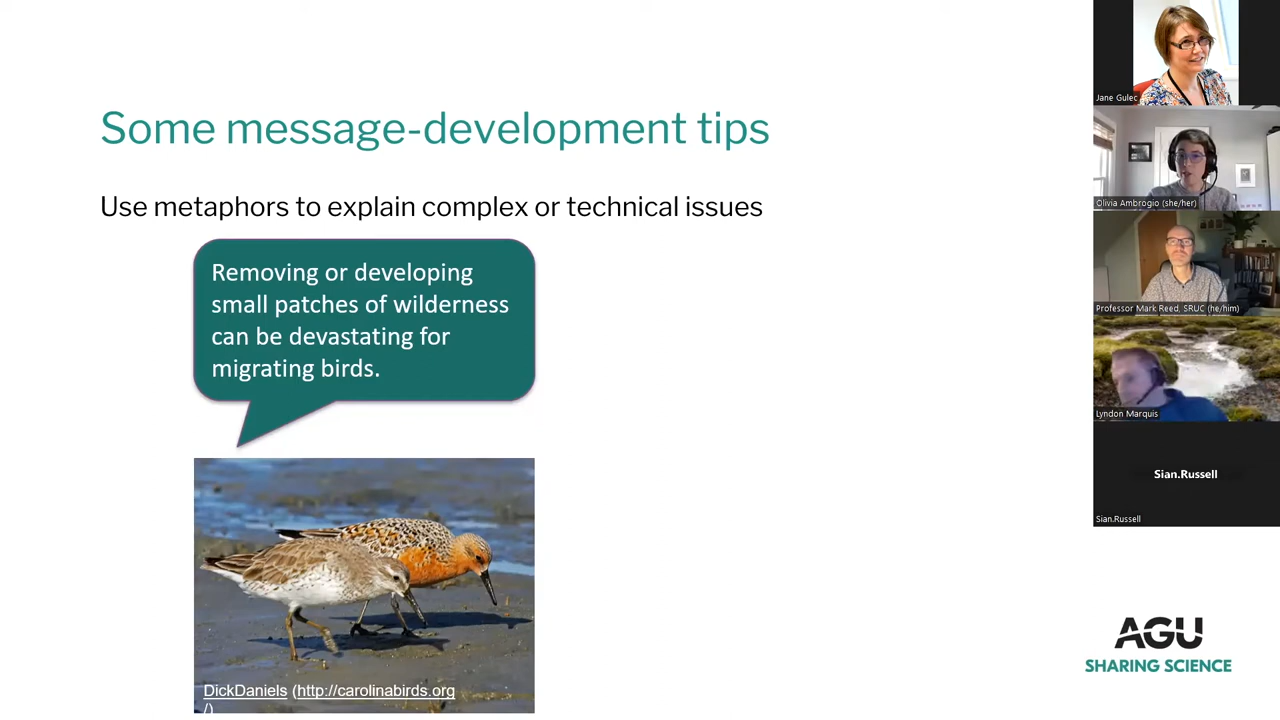 Some message-development tips
Use metaphors to explain complex or technical issues
Removing or developing
small patches of wilderness
can be devastating for
migrating birds.
DickDaniels (http://carolinabirds.org
/)
Jane Gulec
Olivia Ambrogio (she/her)
Professor Mark Reed, SRUC (he/him)
Lyndon Marquis
Sian.Russell
Sian.Russell
AGU
SHARING SCIENCE